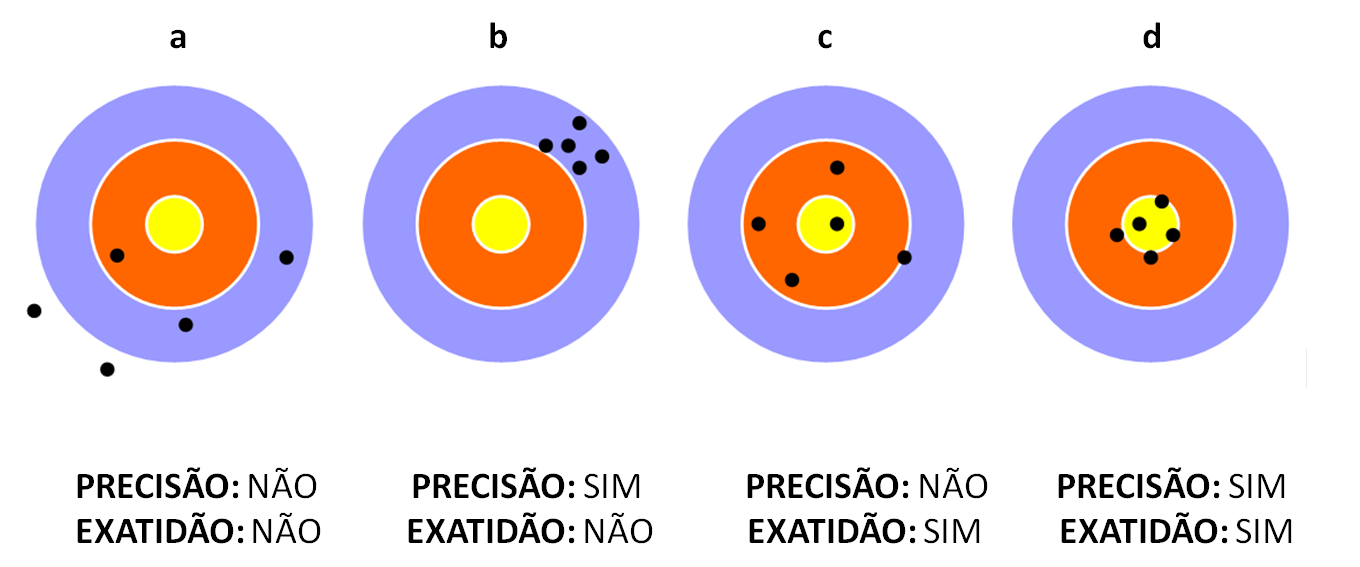 a b c d
PRECISÃO: NÃO PRECISÃO: SIM PRECISÃO: NÃO PRECISÃO: SIM
EXATIDÃO: NÃO EXATIDÃO: NÃO EXATIDÃO: SIM EXATIDÃO: SIM